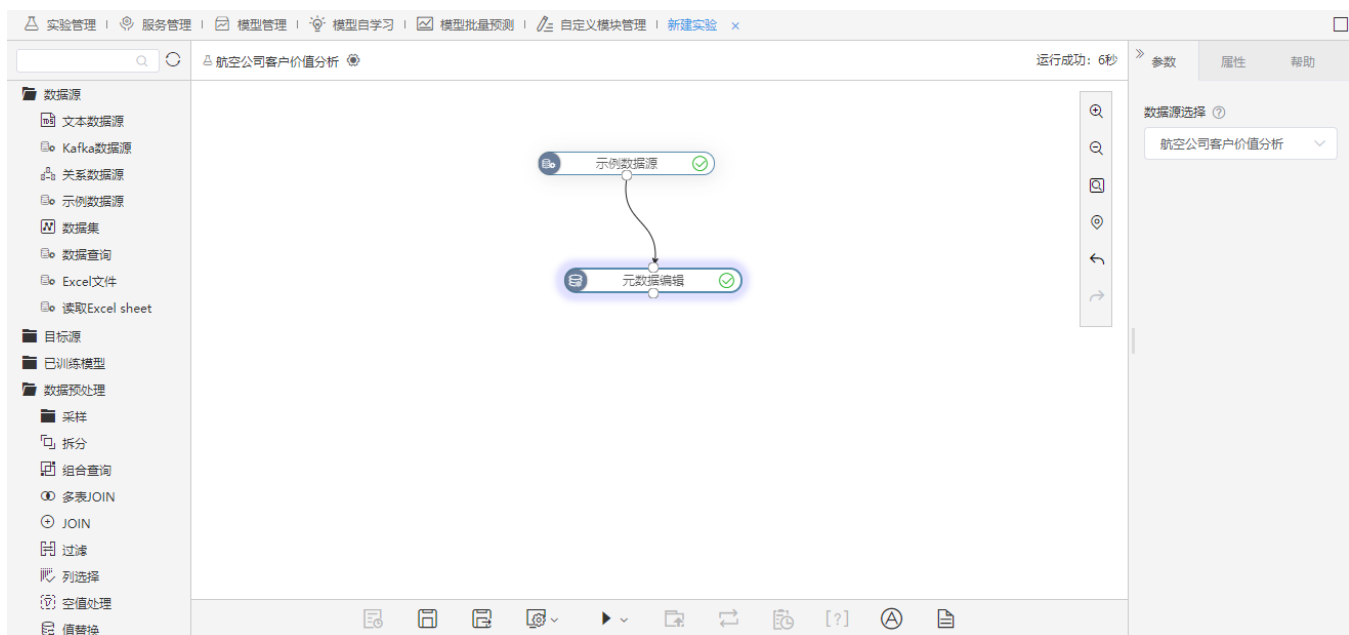 实验管理 服务管理 模型管理 模型自学习 模型批量预测 自定义模块管理 新建实验 ×
航空公司客户价值分析 运行成功：6秒
参数 属性 帮助
数据源
文本数据源
Kafka数据源
关系数据源
示例数据源
数据集
数据查询
Excel文件
读取Excel sheet
目标源
已训练模型
数据预处理
采样
拆分
组合查询
多表JOIN
JOIN
过滤
列选择
空值处理
值替换
示例数据源
元数据编辑
数据源选择
航空公司客户价值分析
[?]